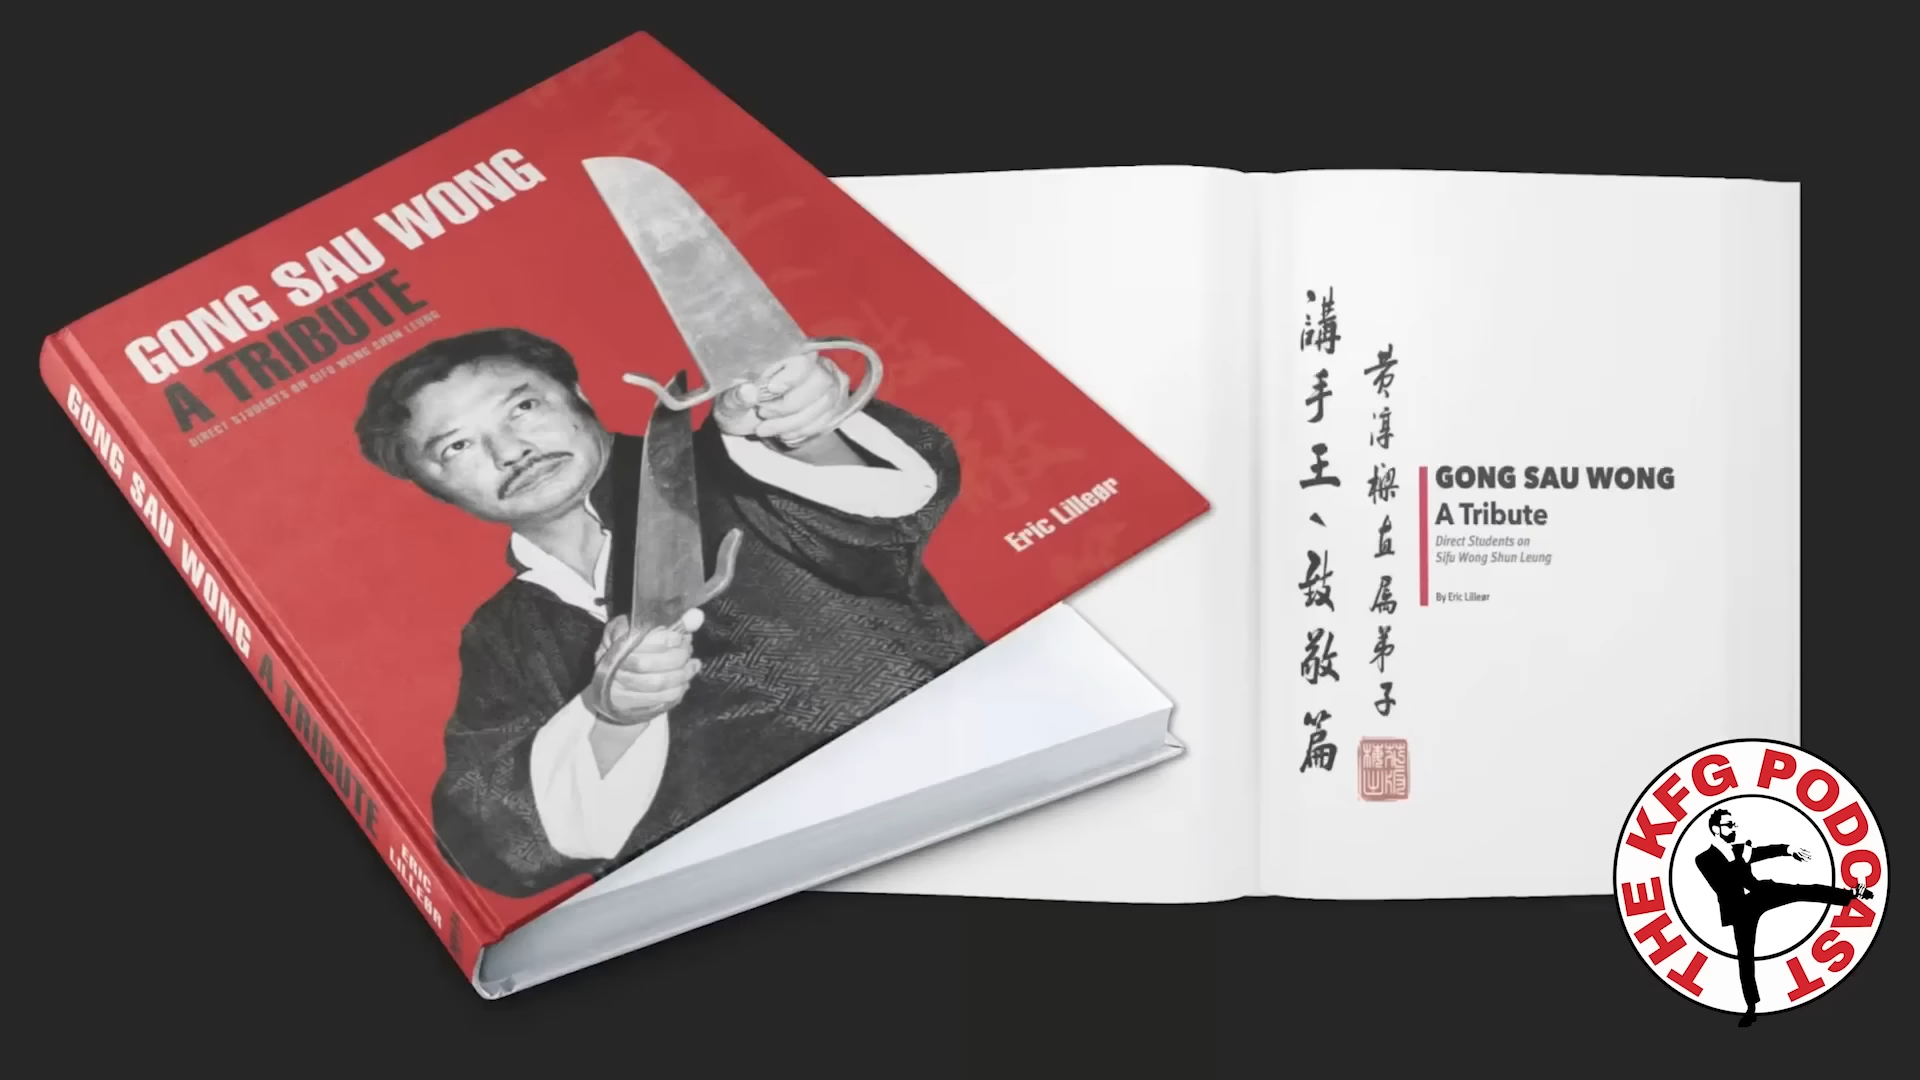 GONG SAU WONG
A TRIBUTE
DIRECT STUDENTS ON SIFU WONG SHUN LEUNG
Eric Lilleør
GONG SAU WONG A TRIBUTE
ERIC
LILLEØR
講手王、致敬篇
黃淳樑直屬弟子
GONG SAU WONG
A Tribute
Direct Students on
Sifu Wong Shun Leung
By Eric Lilleør
THE KFG PODCAST